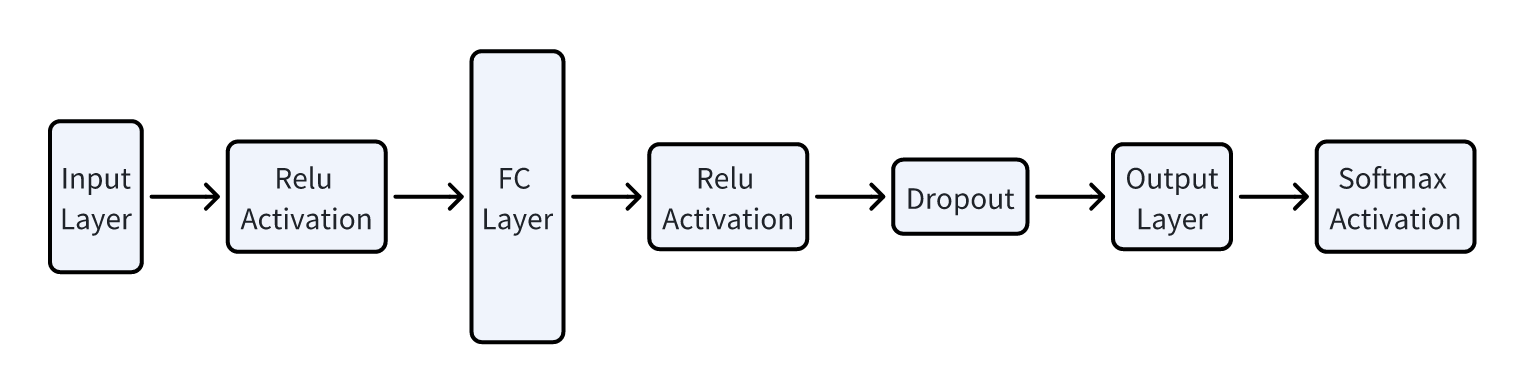 Input
Layer
Relu
Activation
FC
Layer
Relu
Activation
Dropout
Output
Layer
Softmax
Activation